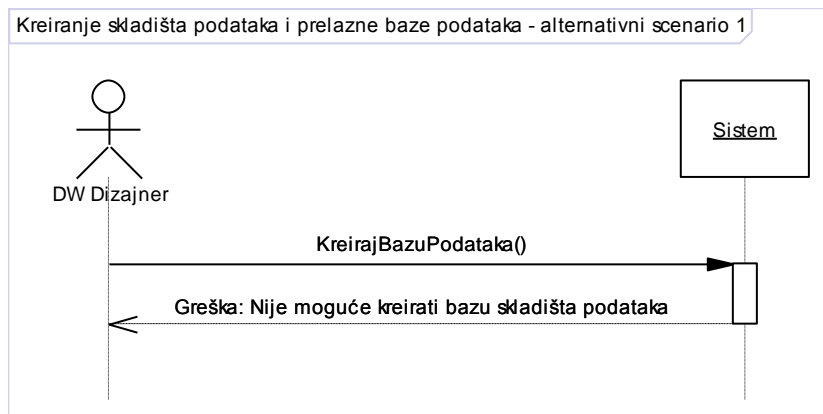 Kreiranje skladišta podataka i prelazne baze podataka - alternativni scenario 1
Sistem
DW Dizajner
KreirajBazuPodataka()
Greška: Nije moguće kreirati bazu skladišta podataka